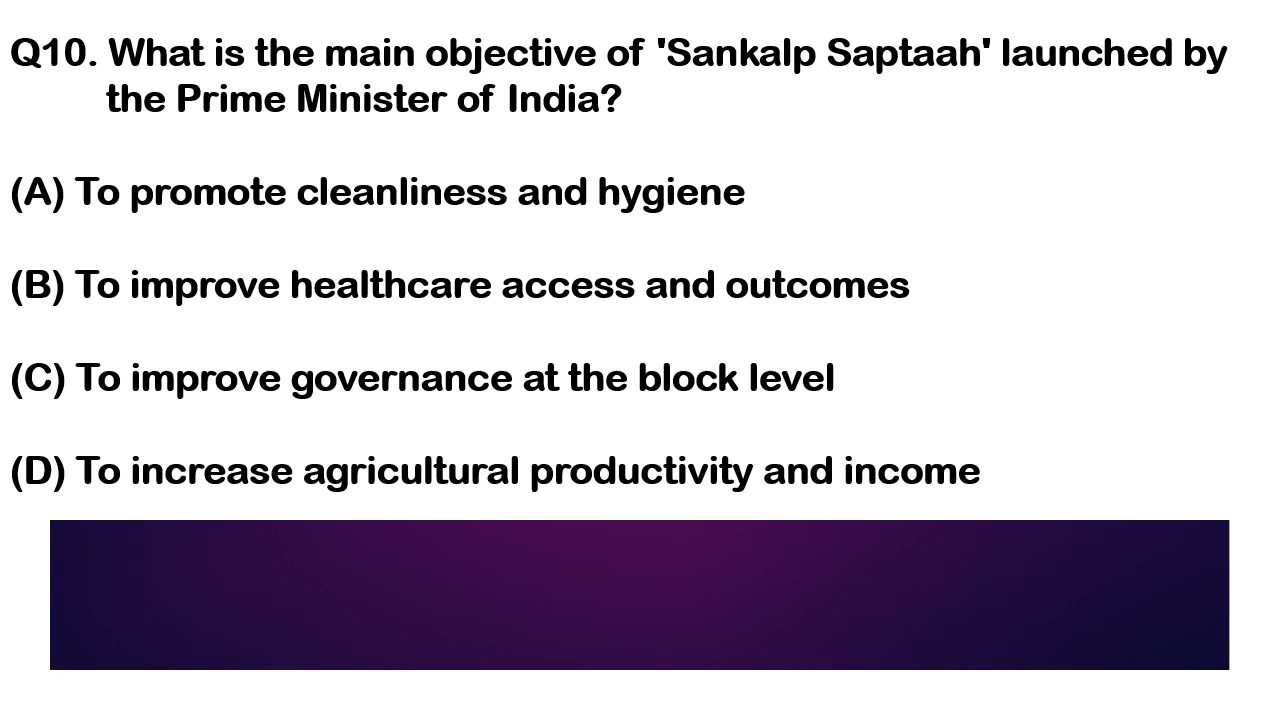 Q10. What is the main objective of 'Sankalp Saptaah' launched by
the Prime Minister of India?
(A) To promote cleanliness and hygiene
(B) To improve healthcare access and outcomes
(C) To improve governance at the block level
(D) To increase agricultural productivity and income